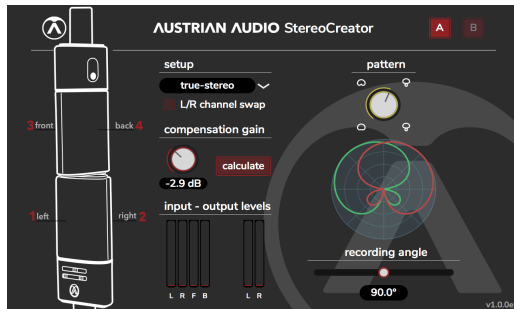 AUSTRIAN AUDIO StereoCreator
A B
setup
true-stereo
L/R channel swap
compensation gain
-2.9 dB
calculate
input - output levels
L R F B
L R
pattern
recording angle
90.0°
3 front
back 4
1 left
right 2
v1.0.0e